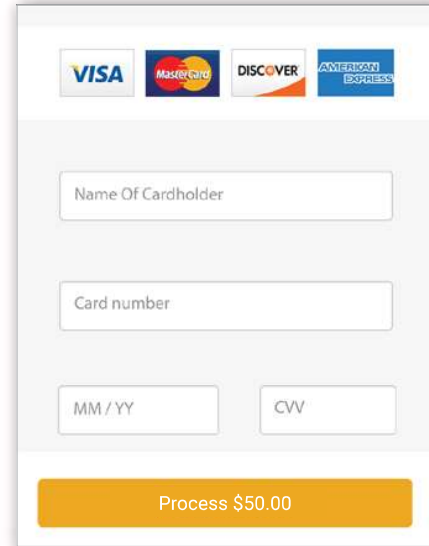 VISA MasterCard DISCOVER AMERICAN
EXPRESS
Name Of Cardholder
Card number
MM / YY CVV
Process $50.00